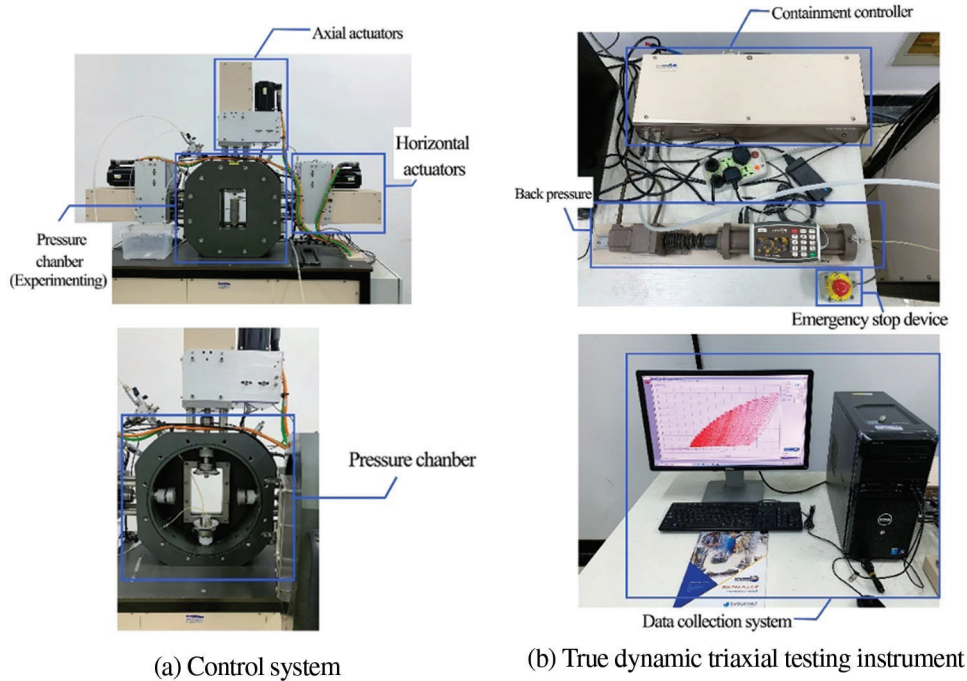 Axial actuators
Horizontal
actuators
Pressure
chanber
(Experimenting)
Pressure chanber
(a) Control system
Containment controller
Back pressure
Emergency stop device
DELL
Data collection system
(b) True dynamic triaxial testing instrument